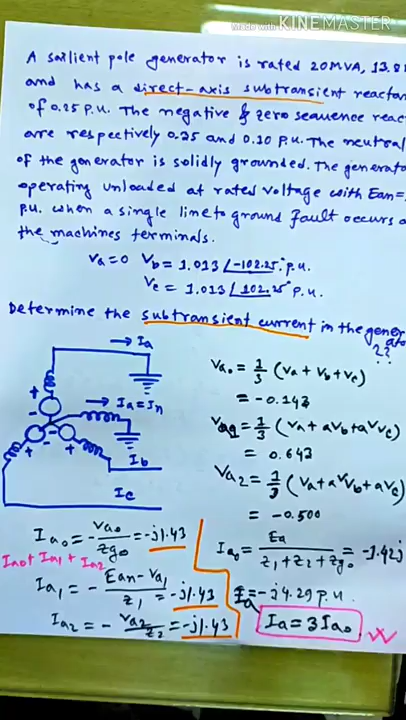 Made with KINEMASTER
A sailient pole generator is rated 20MVA, 13.8
and has a direct-axis subtransient reactan
of 0.25 P.U. The negative & zero sequence reac
are respectively 0.35 and 0.10 P.U. The neutral
of the generator is solidly grounded. The generato
operating unloaded at rated voltage with Ean=
P.U. when a single line to ground fault occurs a
the machines terminals.
Va=0 Vb = 1.013 /-102.25° P.U.
Vc = 1.013 /102.25° P.U.
Determine the subtransient current in the gener
ator
??
→ Ia
Va0 = 1/3 (Va + Vb + Vc)
= -0.143
+
-
→ Ia = In
Va1 = 1/3 (Va + aVb + a²Vc)
= 0.643
+ - - +
Ib
Va2 = 1/3 (Va + a²Vb + aVc)
Ic
= -0.500
Ia0 = - Va0/Zg0 = -j1.43
Ia0 = Ea/Z1+Z2+Zg0 = -1.42j
Ia0 + Ia1 + Ia2
Ia1 = - Ean-Va1/Z1 = -j1.43
Ia = -j4.29 P.U.
Ia2 = - Va2/Z2 = -j1.43
Ia = 3Ia0